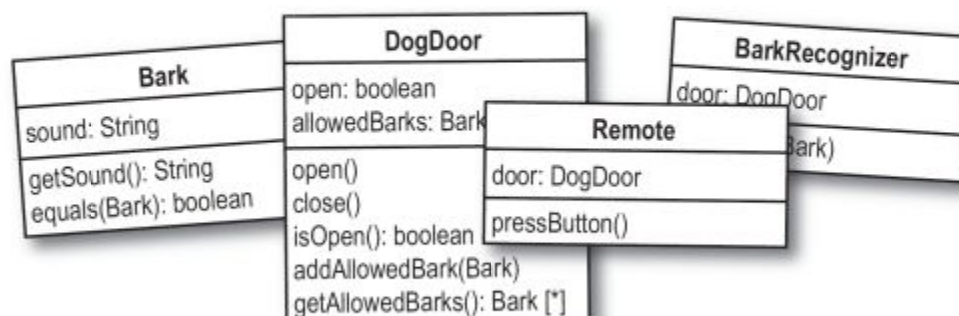 Bark
sound: String
getSound(): String
equals(Bark): boolean
DogDoor
open: boolean
allowedBarks: Bark
open()
close()
isOpen(): boolean
addAllowedBark(Bark)
getAllowedBarks(): Bark [*]
Remote
door: DogDoor
pressButton()
BarkRecognizer
door: DogDoor
Bark)